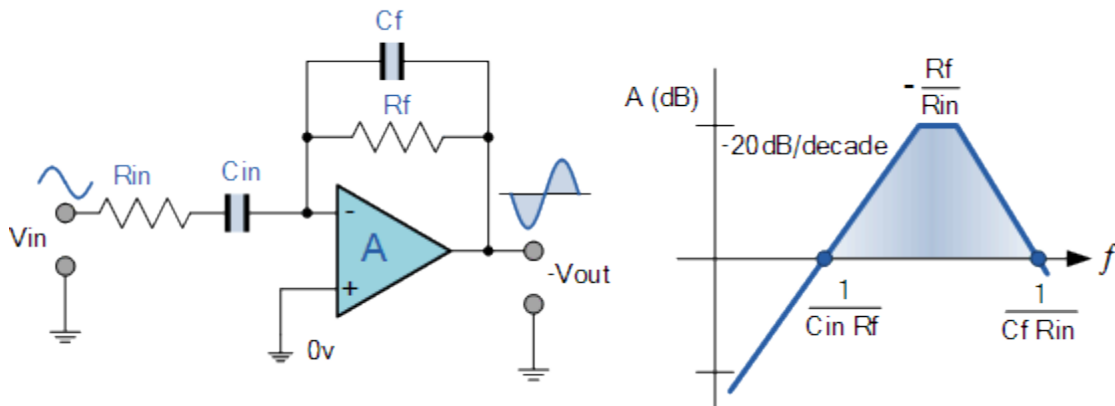 Cf
Rf
Rin
Cin
Vin
-
A
+
0v
-Vout
A (dB)
- Rf
Rin
-20dB/decade
f
1
Cin Rf
1
Cf Rin